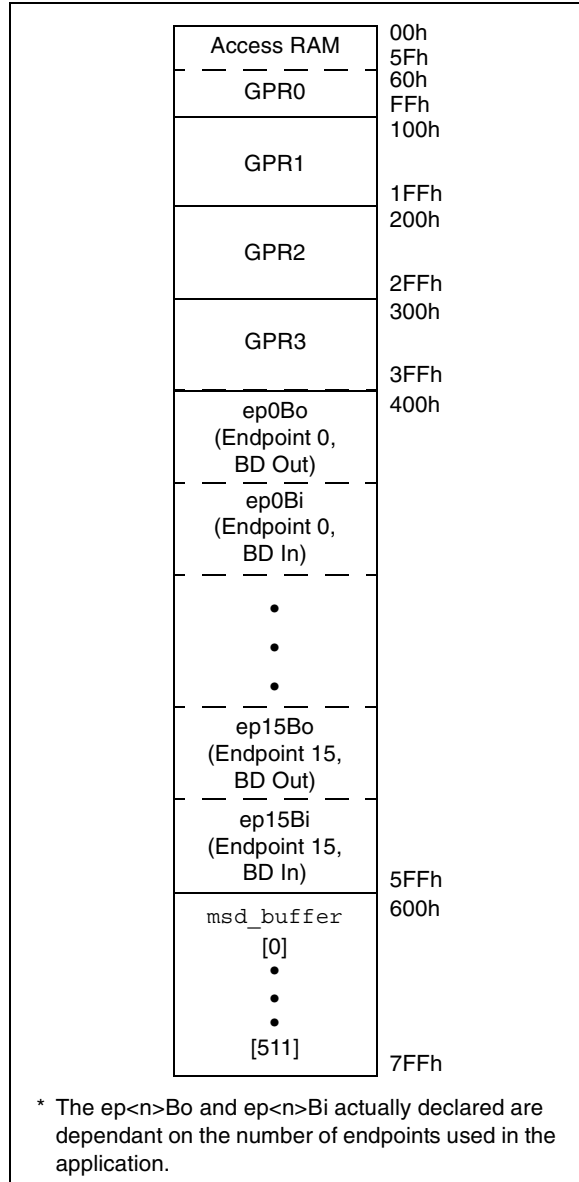 Access RAM
00h
5Fh
GPR0
60h
FFh
GPR1
100h
1FFh
GPR2
200h
2FFh
GPR3
300h
3FFh
ep0Bo
(Endpoint 0,
BD Out)
400h
ep0Bi
(Endpoint 0,
BD In)
•
•
•
ep15Bo
(Endpoint 15,
BD Out)
ep15Bi
(Endpoint 15,
BD In)
5FFh
msd_buffer
600h
[0]
•
•
•
[511]
7FFh
* The ep<n>Bo and ep<n>Bi actually declared are
dependant on the number of endpoints used in the
application.